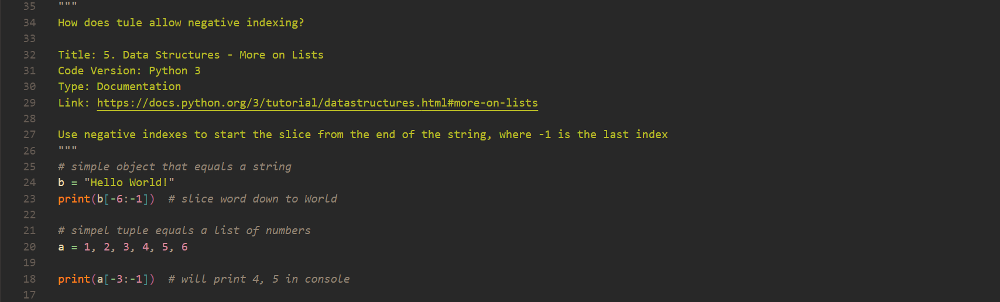 35 """
34 How does tule allow negative indexing?
33
32 Title: 5. Data Structures - More on Lists
31 Code Version: Python 3
30 Type: Documentation
29 Link: https://docs.python.org/3/tutorial/datastructures.html#more-on-lists
28
27 Use negative indexes to start the slice from the end of the string, where -1 is the last index
26 """
25 # simple object that equals a string
24 b = "Hello World!"
23 print(b[-6:-1])  # slice word down to World
22
21 # simpel tuple equals a list of numbers
20 a = 1, 2, 3, 4, 5, 6
19
18 print(a[-3:-1])  # will print 4, 5 in console
17